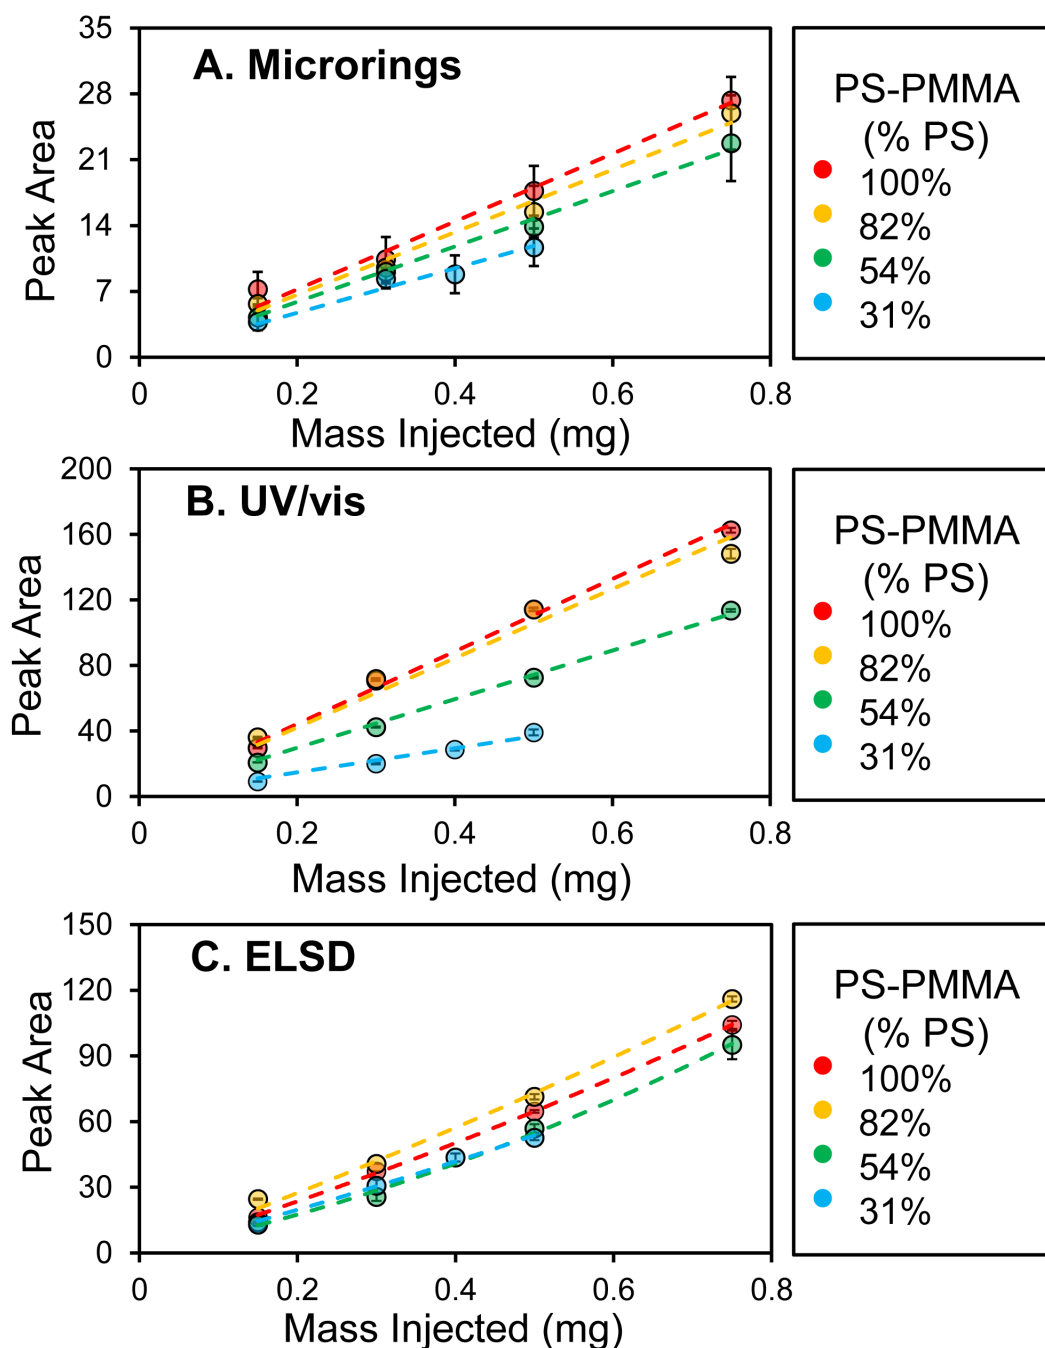 A. Microrings
Peak Area
35
28
21
14
7
0
0 0.2 0.4 0.6 0.8
Mass Injected (mg)
PS-PMMA
(% PS)
100%
82%
54%
31%
B. UV/vis
Peak Area
200
160
120
80
40
0
0 0.2 0.4 0.6 0.8
Mass Injected (mg)
PS-PMMA
(% PS)
100%
82%
54%
31%
C. ELSD
Peak Area
150
120
90
60
30
0
0 0.2 0.4 0.6 0.8
Mass Injected (mg)
PS-PMMA
(% PS)
100%
82%
54%
31%